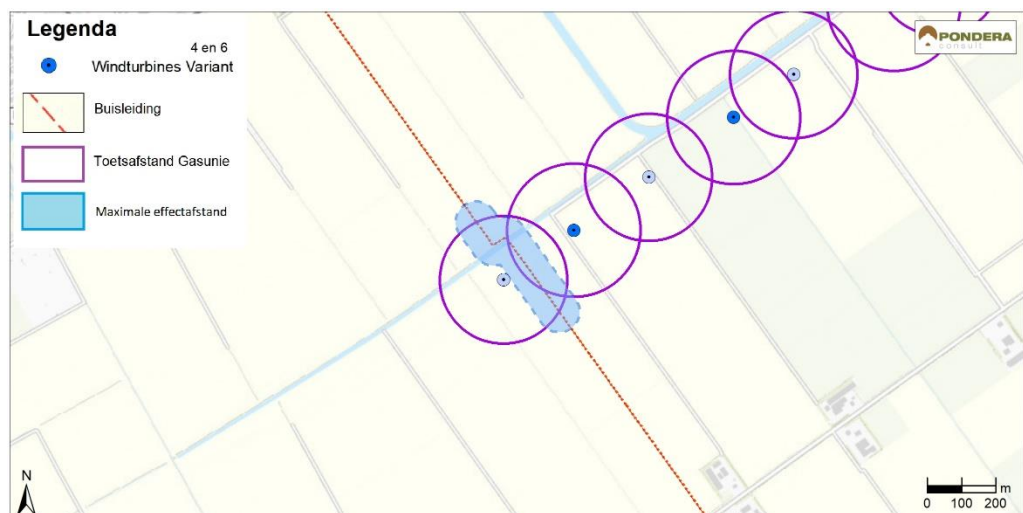 Legenda
4 en 6
Windturbines Variant
Buisleiding
Toetsafstand Gasunie
Maximale effectafstand
PONDERA
consult
N
m
0 100 200